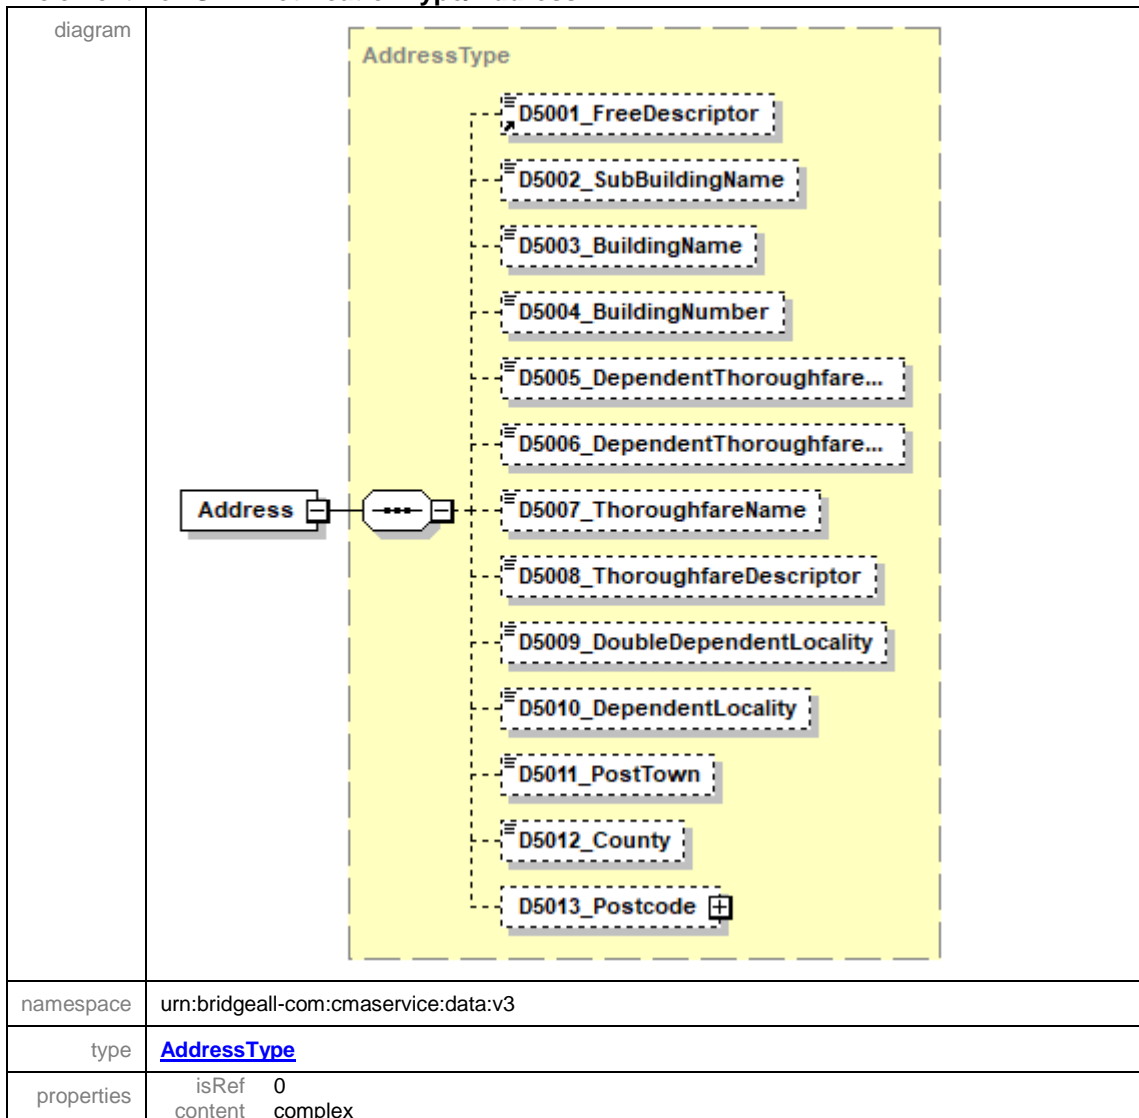 diagram
AddressType
D5001_FreeDescriptor
D5002_SubBuildingName
D5003_BuildingName
D5004_BuildingNumber
D5005_DependentThoroughfare...
D5006_DependentThoroughfare...
Address
D5007_ThoroughfareName
D5008_ThoroughfareDescriptor
D5009_DoubleDependentLocality
D5010_DependentLocality
D5011_PostTown
D5012_County
D5013_Postcode
namespace urn:bridgeall-com:cmaservice:data:v3
type AddressType
properties isRef 0
content complex